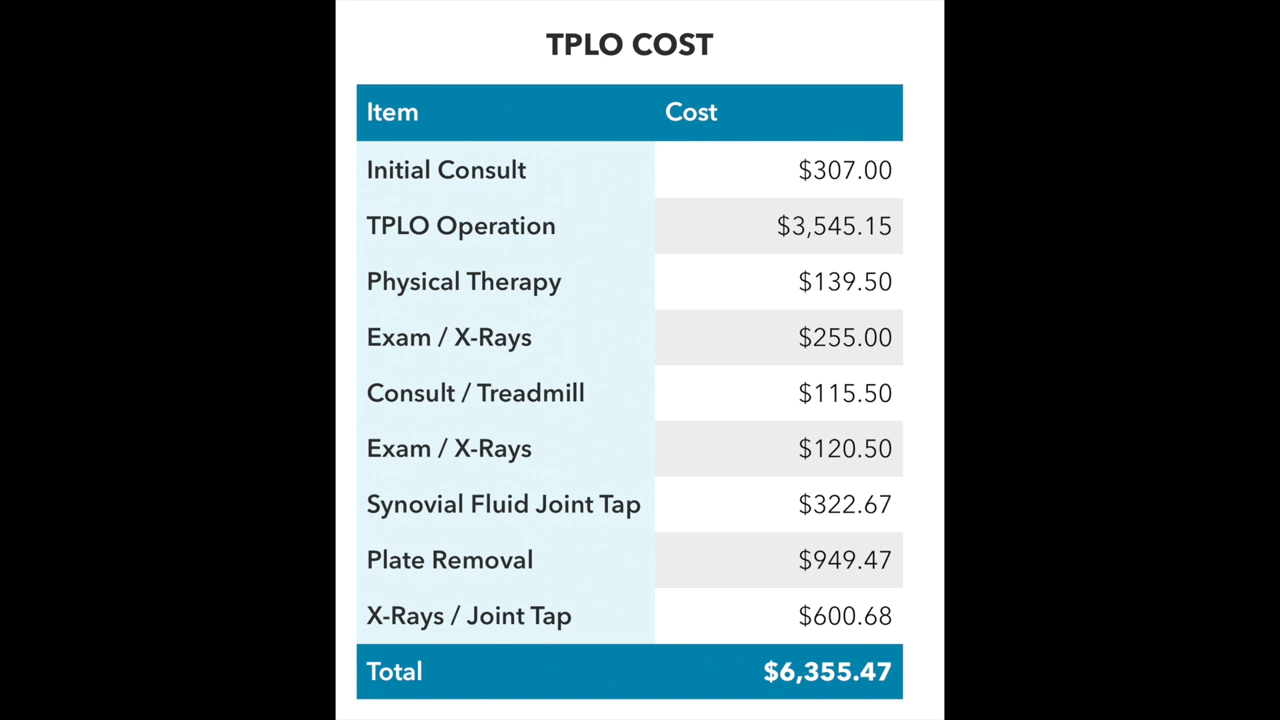 TPLO COST
Item Cost
Initial Consult $307.00
TPLO Operation $3,545.15
Physical Therapy $139.50
Exam / X-Rays $255.00
Consult / Treadmill $115.50
Exam / X-Rays $120.50
Synovial Fluid Joint Tap $322.67
Plate Removal $949.47
X-Rays / Joint Tap $600.68
Total $6,355.47